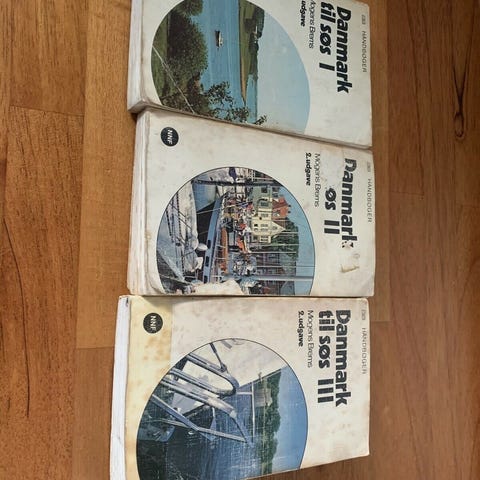 HÅNDBØGER
Danmark
til søs I
Mogens Brems
2. udgave
HÅNDBØGER
Danmark
øs II
Mogens Brems
2. udgave
NNF
HÅNDBØGER
Danmark
til søs III
Mogens Brems
2. udgave
NNF